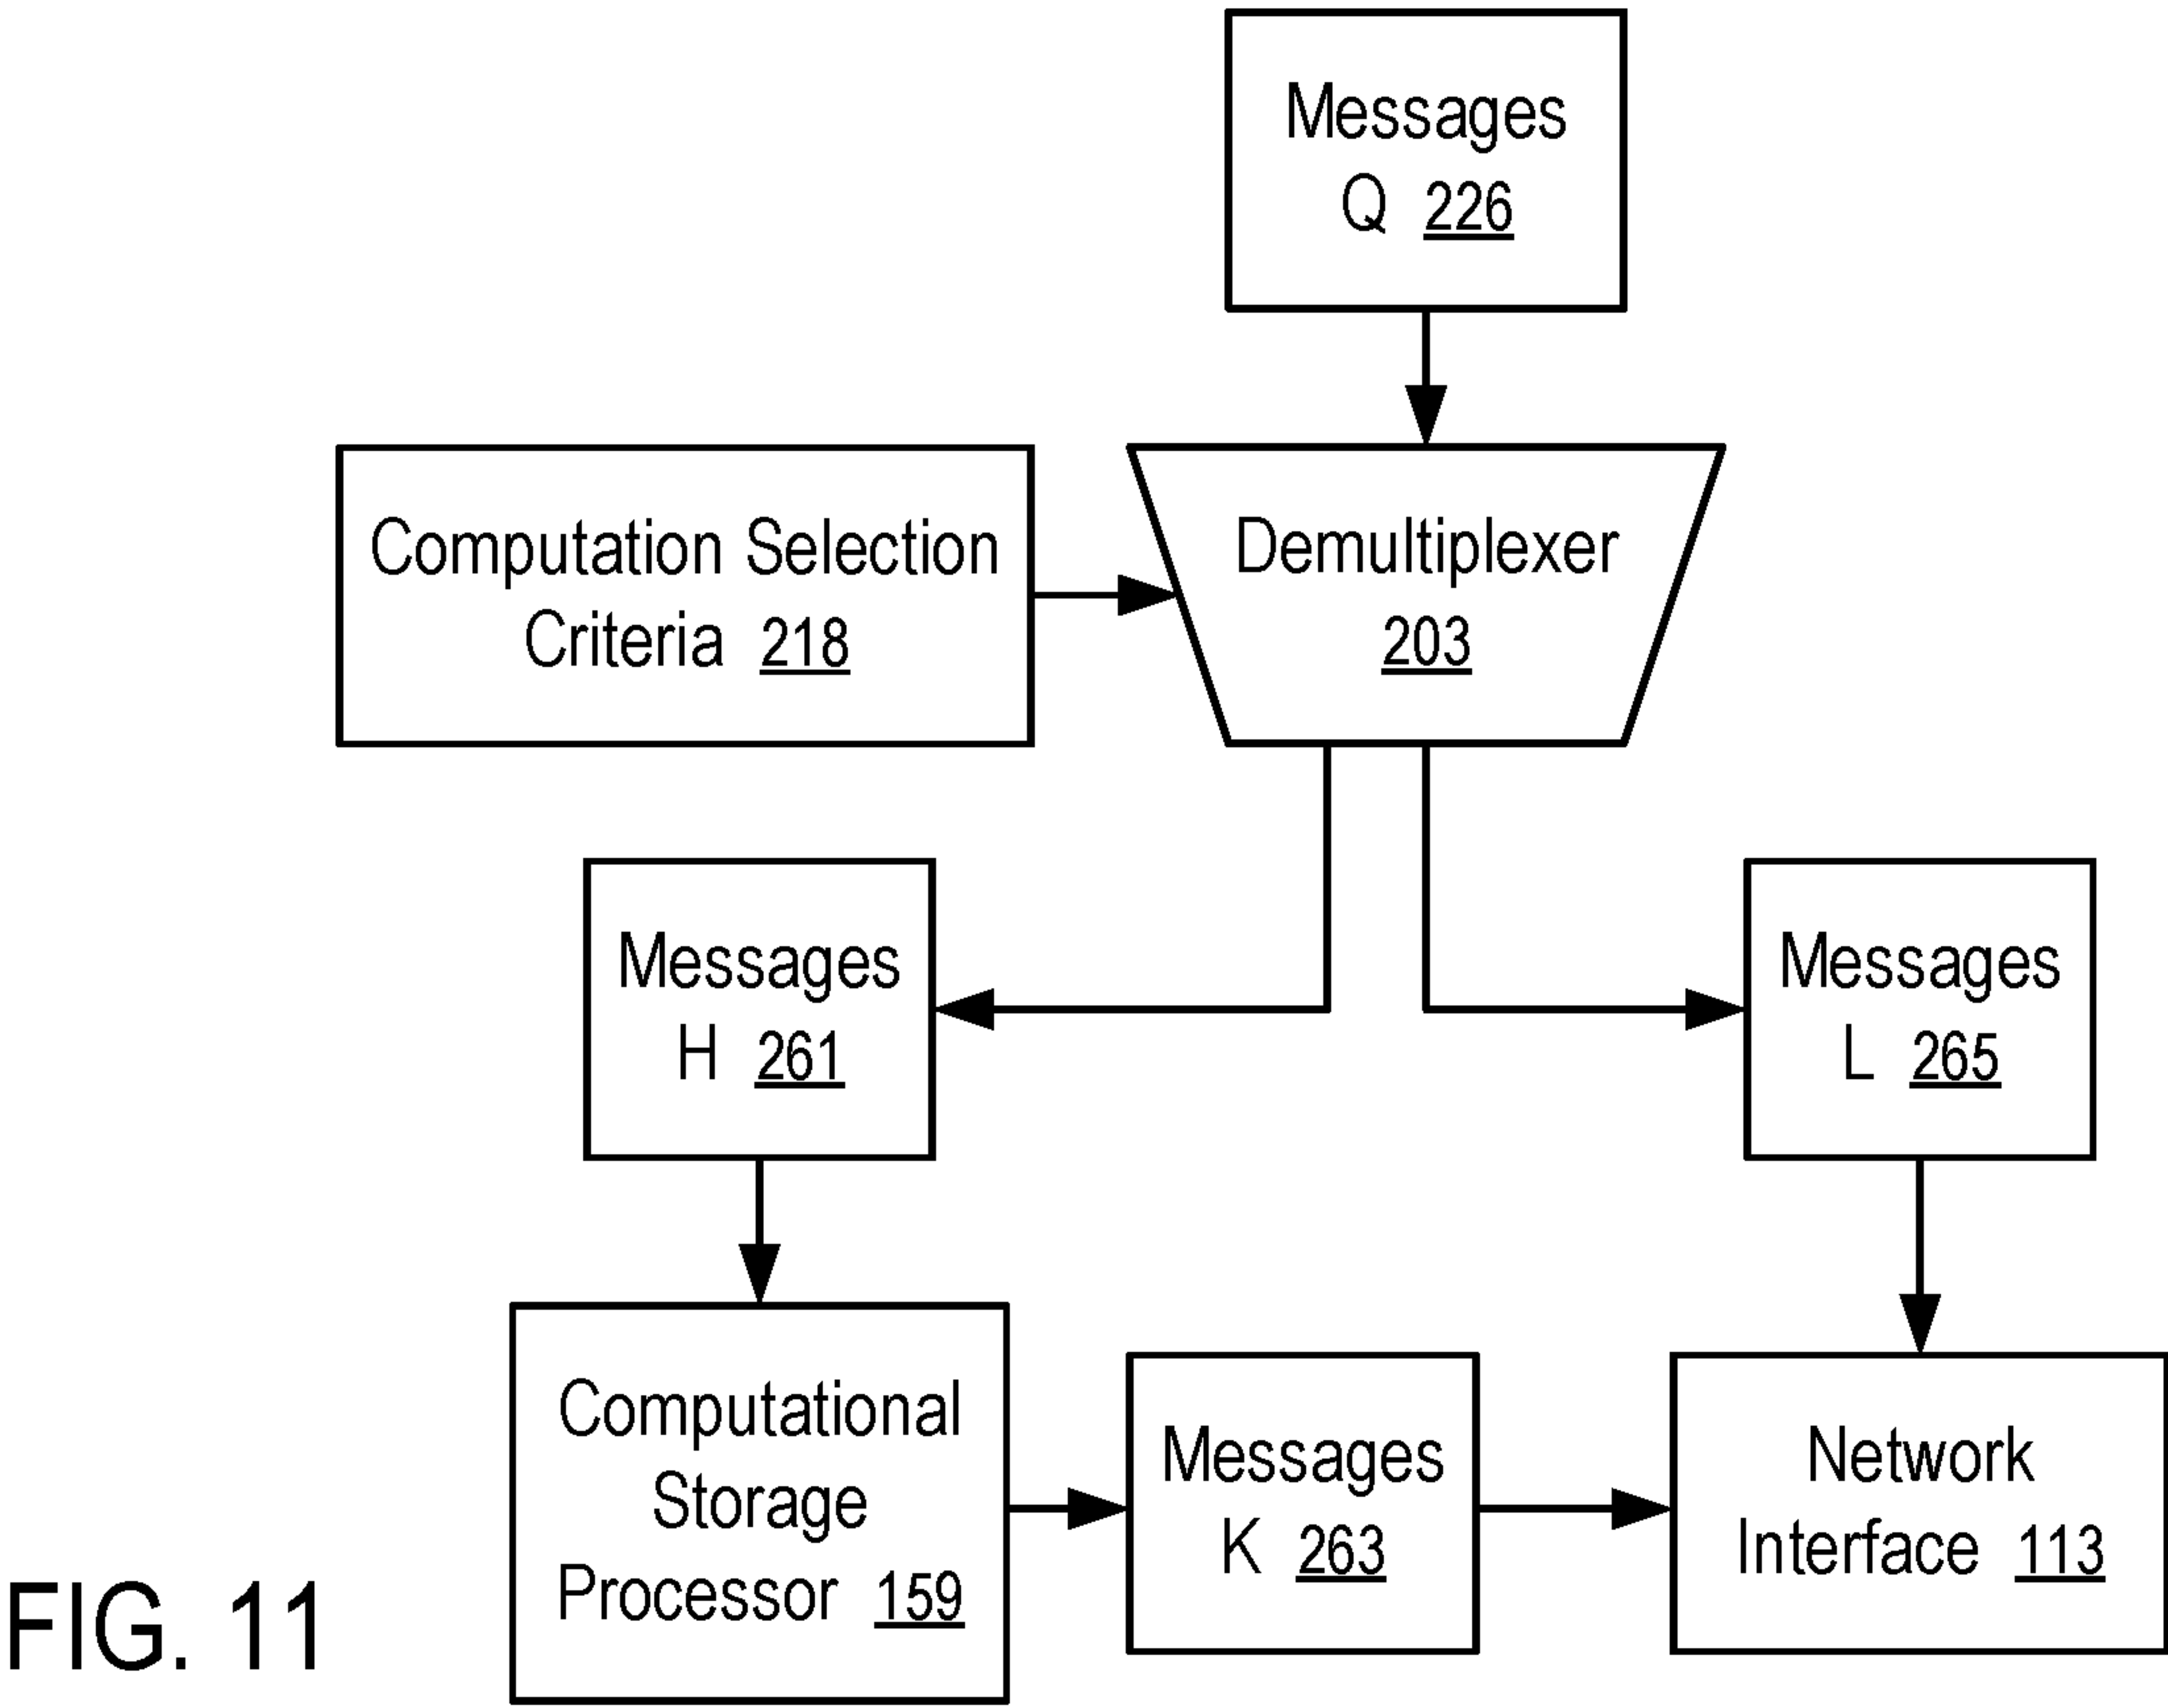 Messages
Q 226
Computation Selection
Criteria 218
Demultiplexer
203
Messages
H 261
Messages
L 265
Computational
Storage
Processor 159
Messages
K 263
Network
Interface 113
FIG. 11